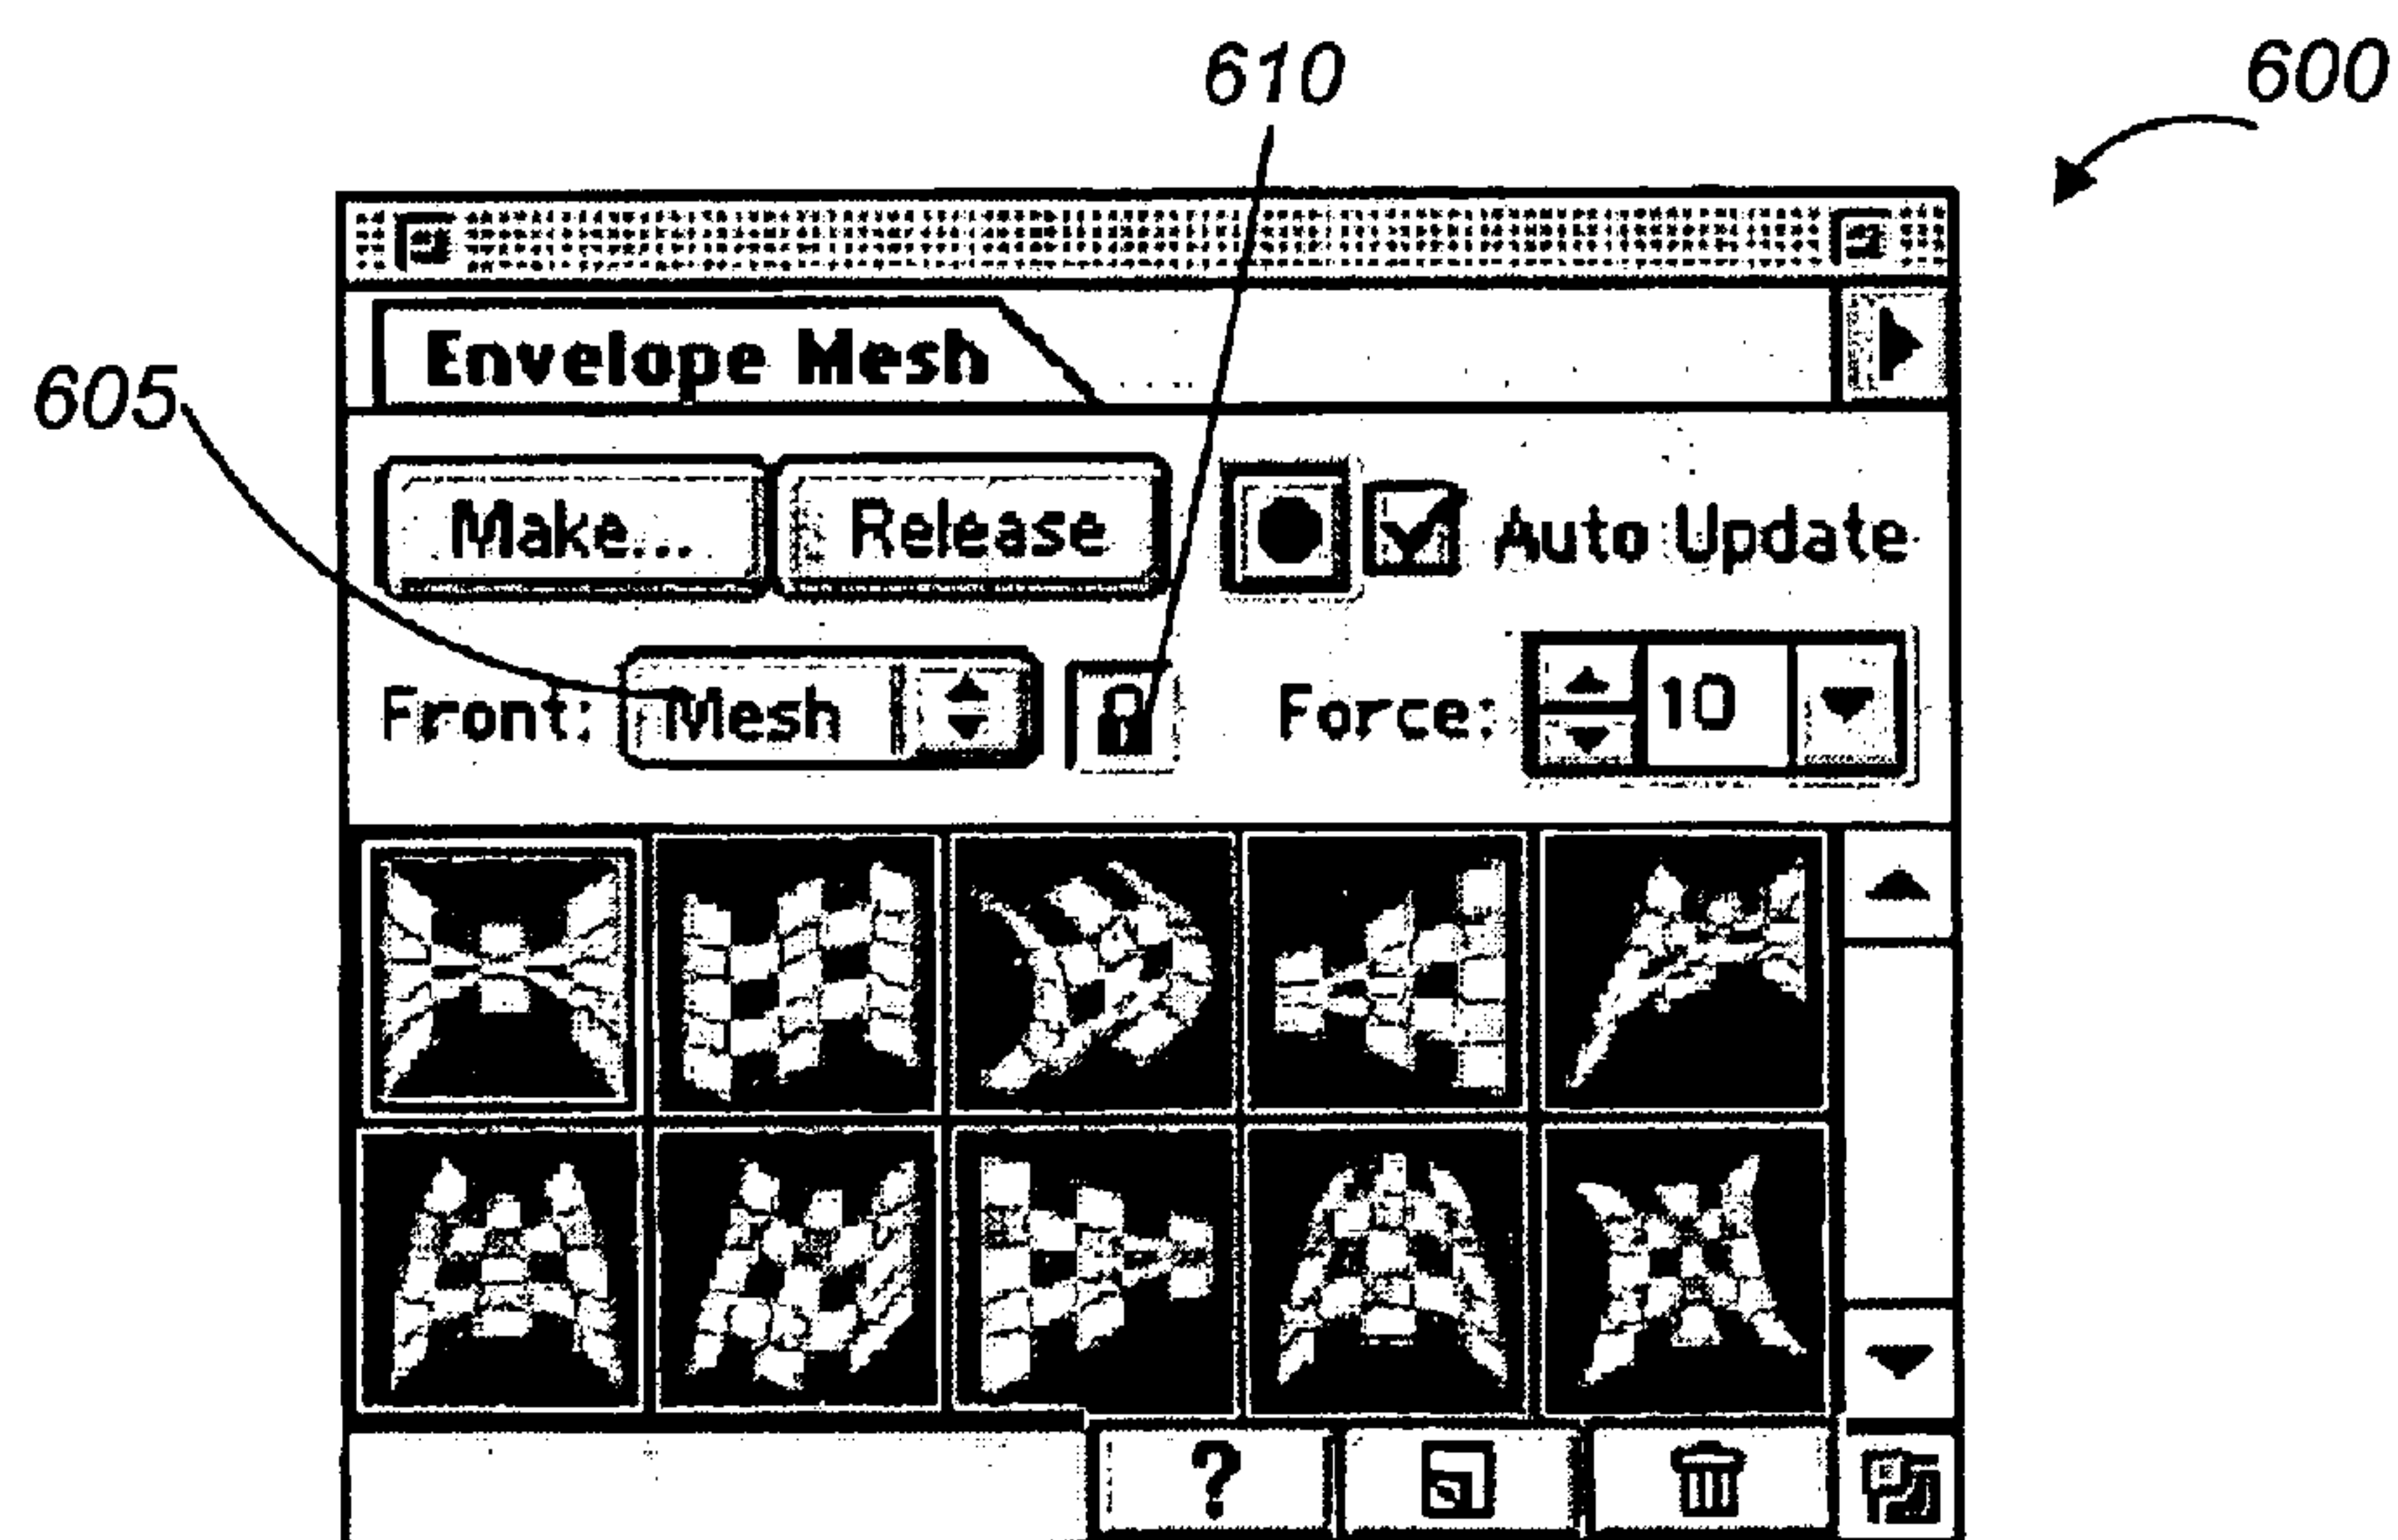 610
600
Envelope Mesh
605
Make... Release Auto Update
Front: Mesh Force: 10
?